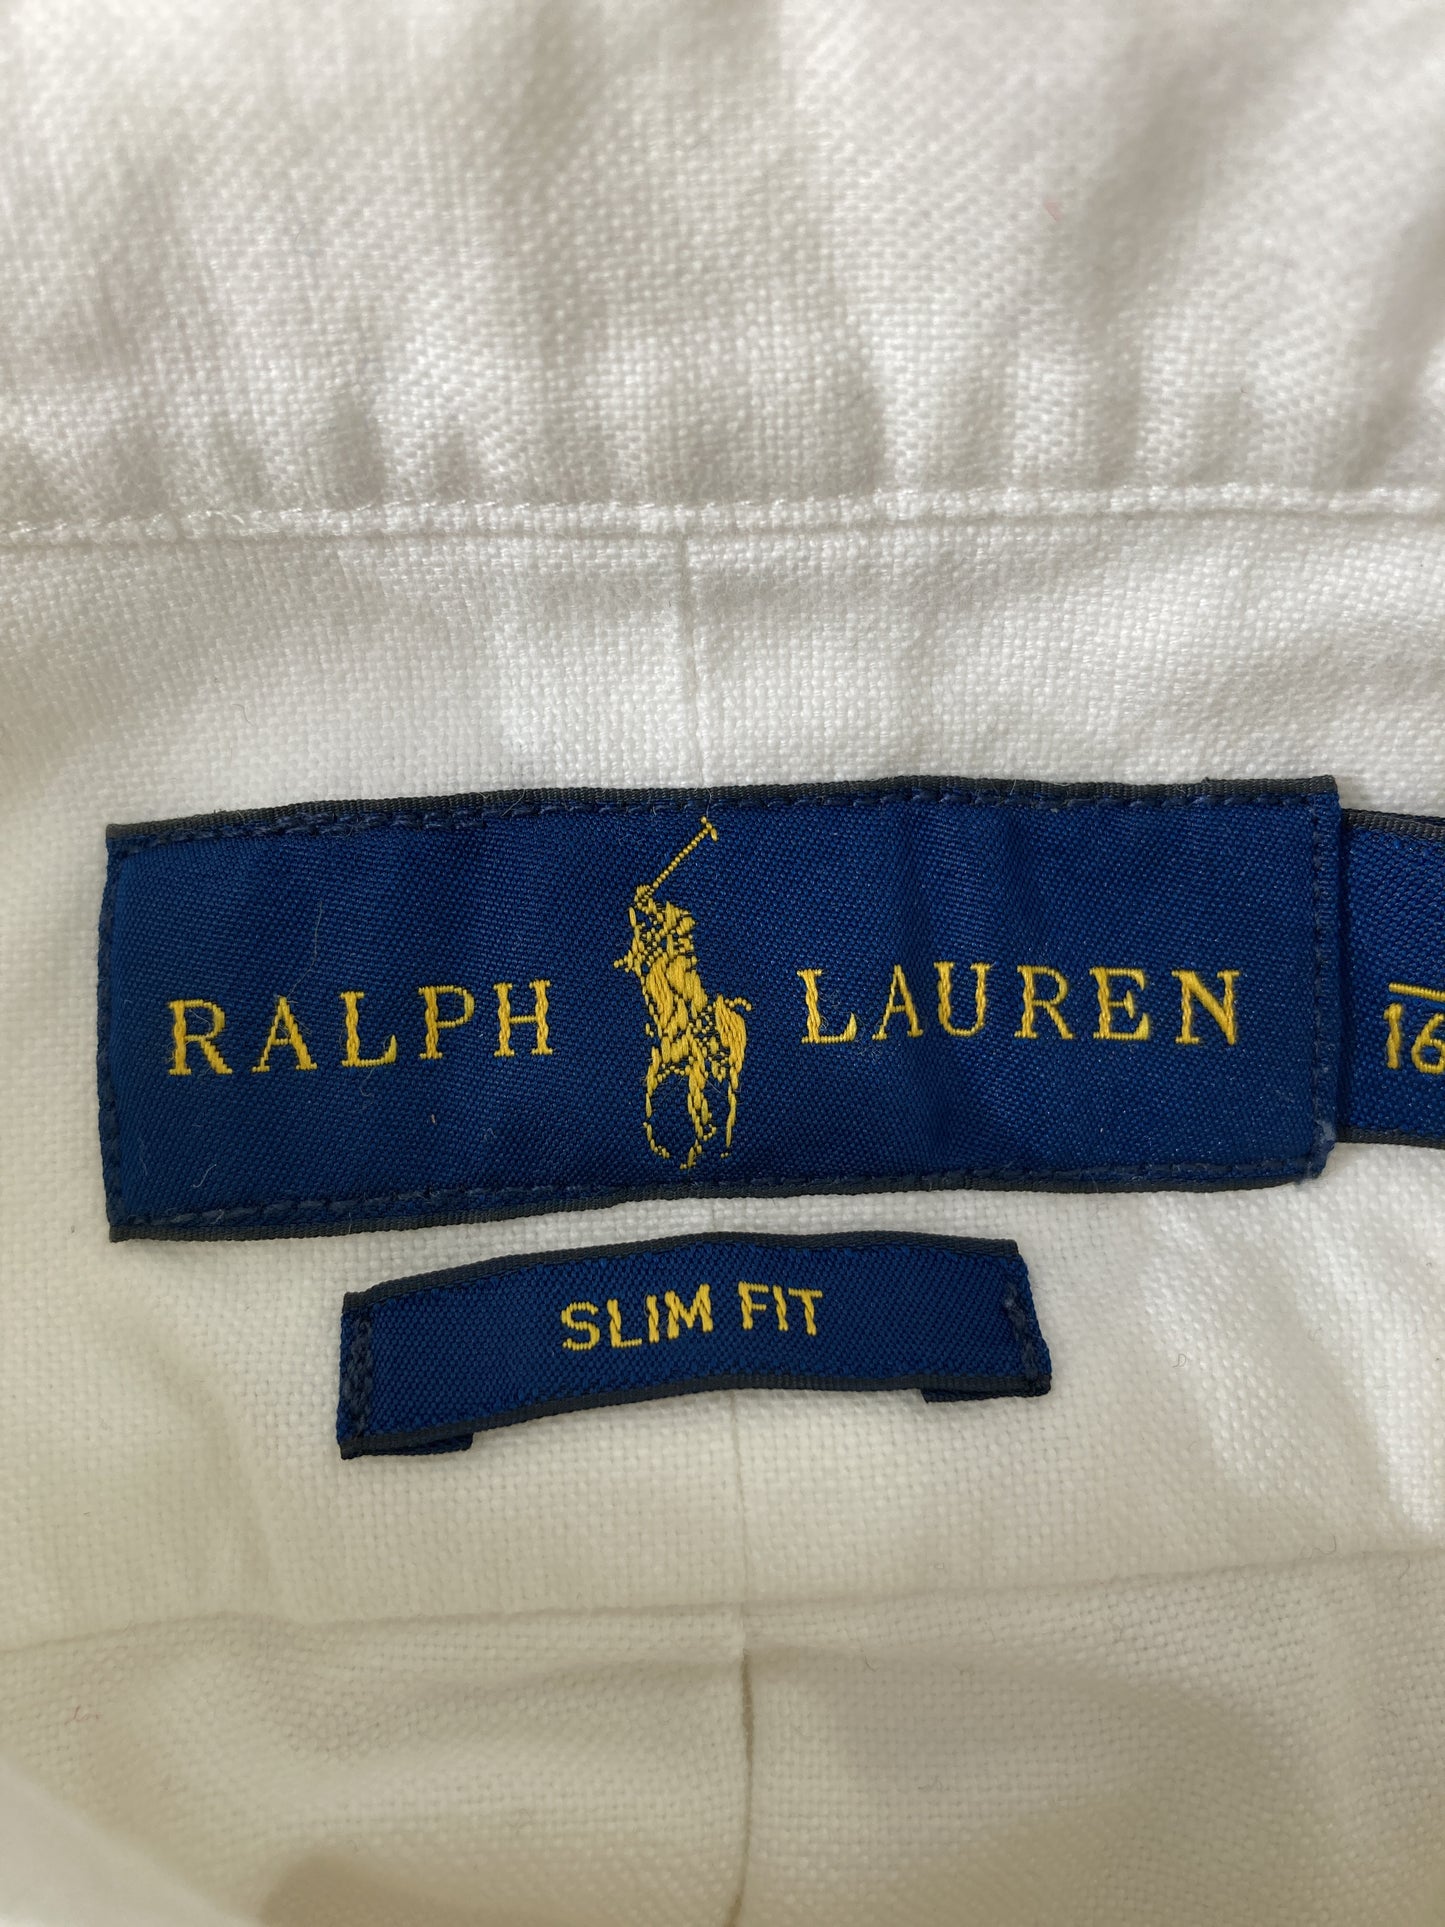 RALPH LAUREN
16
SLIM FIT